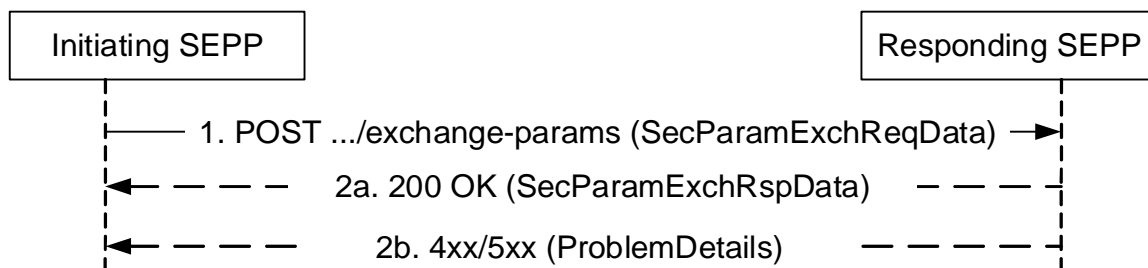 Initiating SEPP
Responding SEPP
1. POST .../exchange-params (SecParamExchReqData)
2a. 200 OK (SecParamExchRspData)
2b. 4xx/5xx (ProblemDetails)